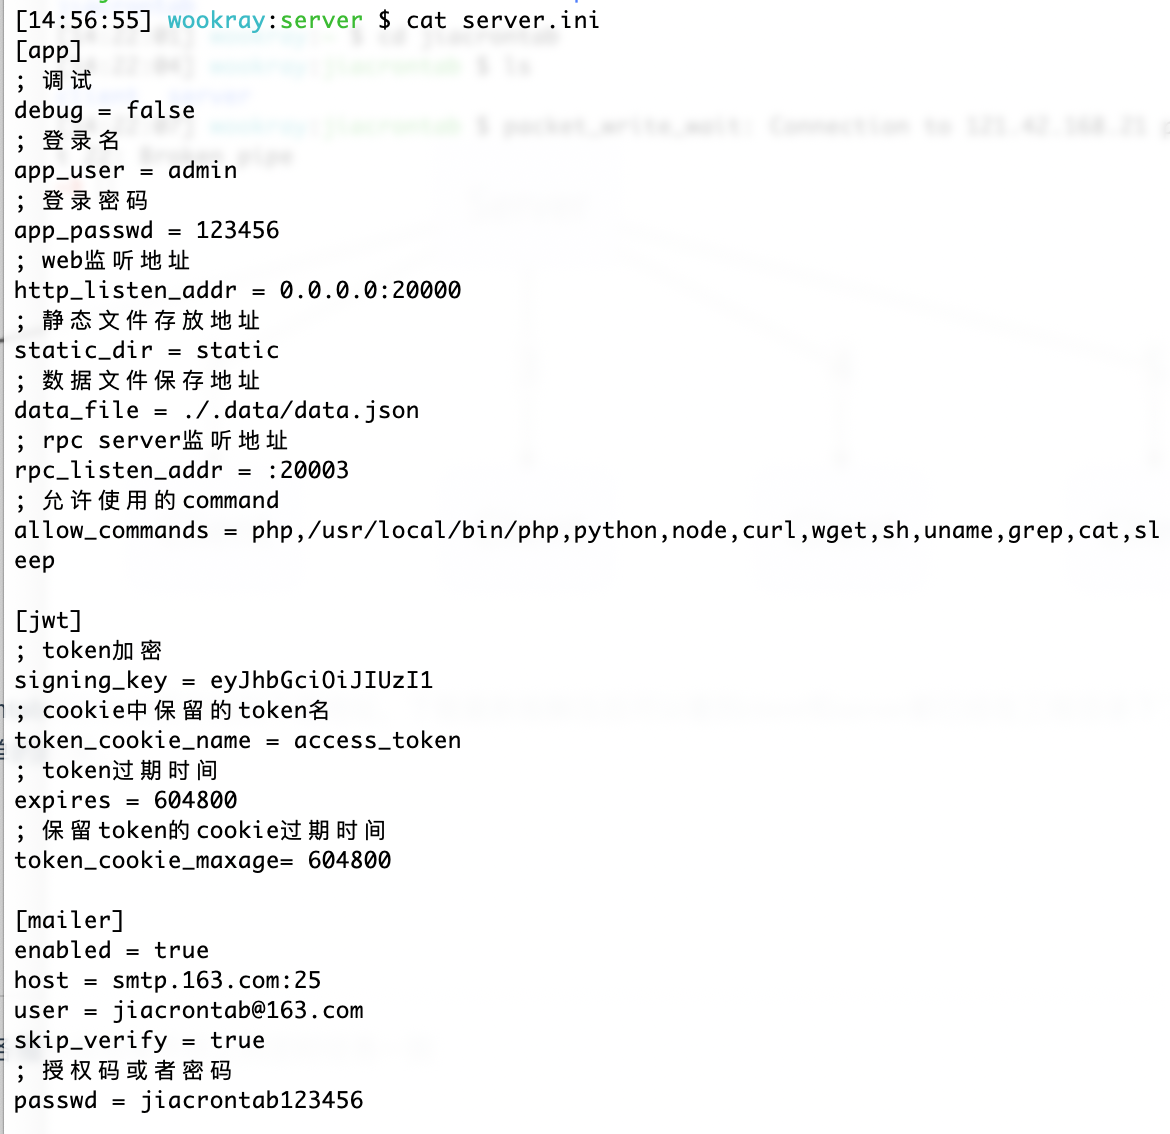 [14:56:55] wookray:server $ cat server.ini
[app]
; 调试
debug = false
; 登录名
app_user = admin
; 登录密码
app_passwd = 123456
; web监听地址
http_listen_addr = 0.0.0.0:20000
; 静态文件存放地址
static_dir = static
; 数据文件保存地址
data_file = ./.data/data.json
; rpc server监听地址
rpc_listen_addr = :20003
; 允许使用的command
allow_commands = php,/usr/local/bin/php,python,node,curl,wget,sh,uname,grep,cat,sl
eep

[jwt]
; token加密
signing_key = eyJhbGciOiJIUzI1
; cookie中保留的token名
token_cookie_name = access_token
; token过期时间
expires = 604800
; 保留token的cookie过期时间
token_cookie_maxage= 604800

[mailer]
enabled = true
host = smtp.163.com:25
user = jiacrontab@163.com
skip_verify = true
; 授权码或者密码
passwd = jiacrontab123456